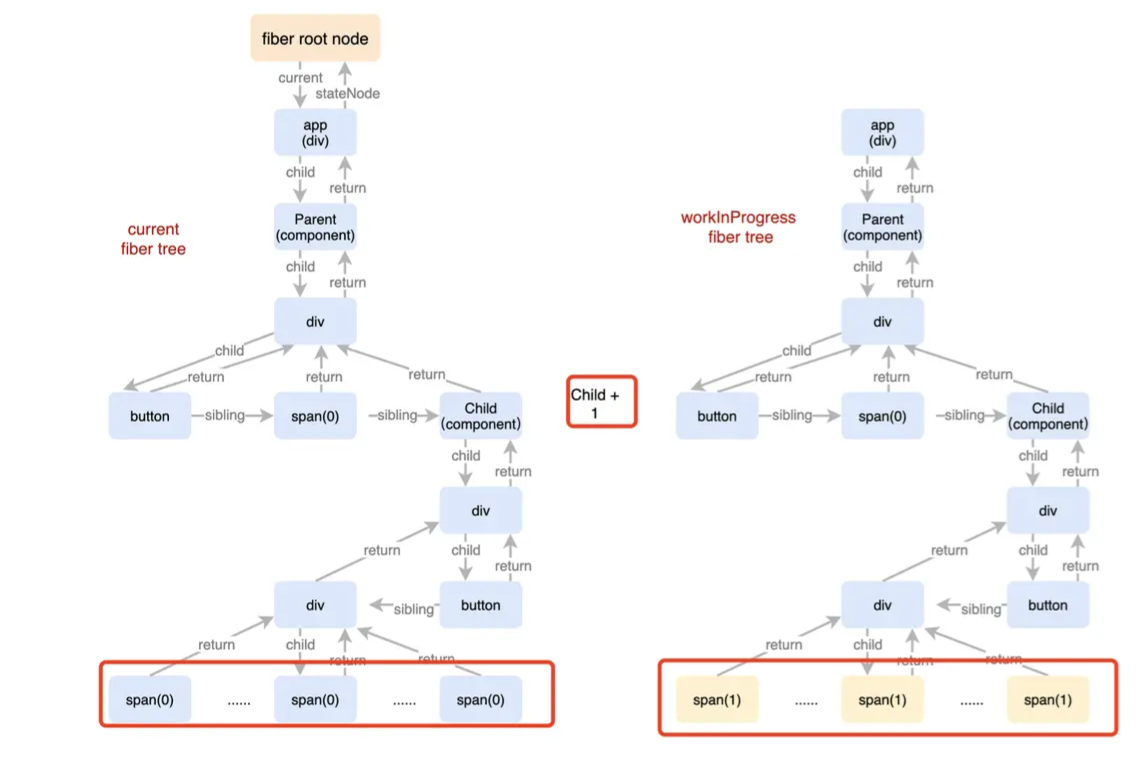 fiber root node
current
stateNode
app
(div)
child
return
Parent
(component)
child
return
current
fiber tree
div
child
return
return
return
button
sibling
span(0)
sibling
Child
(component)
child
return
div
return
child
return
div
sibling
button
return
child
return
return
span(0)
......
span(0)
......
span(0)
Child +
1
app
(div)
child
return
workInProgress
fiber tree
Parent
(component)
child
return
div
child
return
return
return
button
sibling
span(0)
sibling
Child
(component)
child
return
div
return
child
return
div
sibling
button
return
child
return
return
span(1)
......
span(1)
......
span(1)